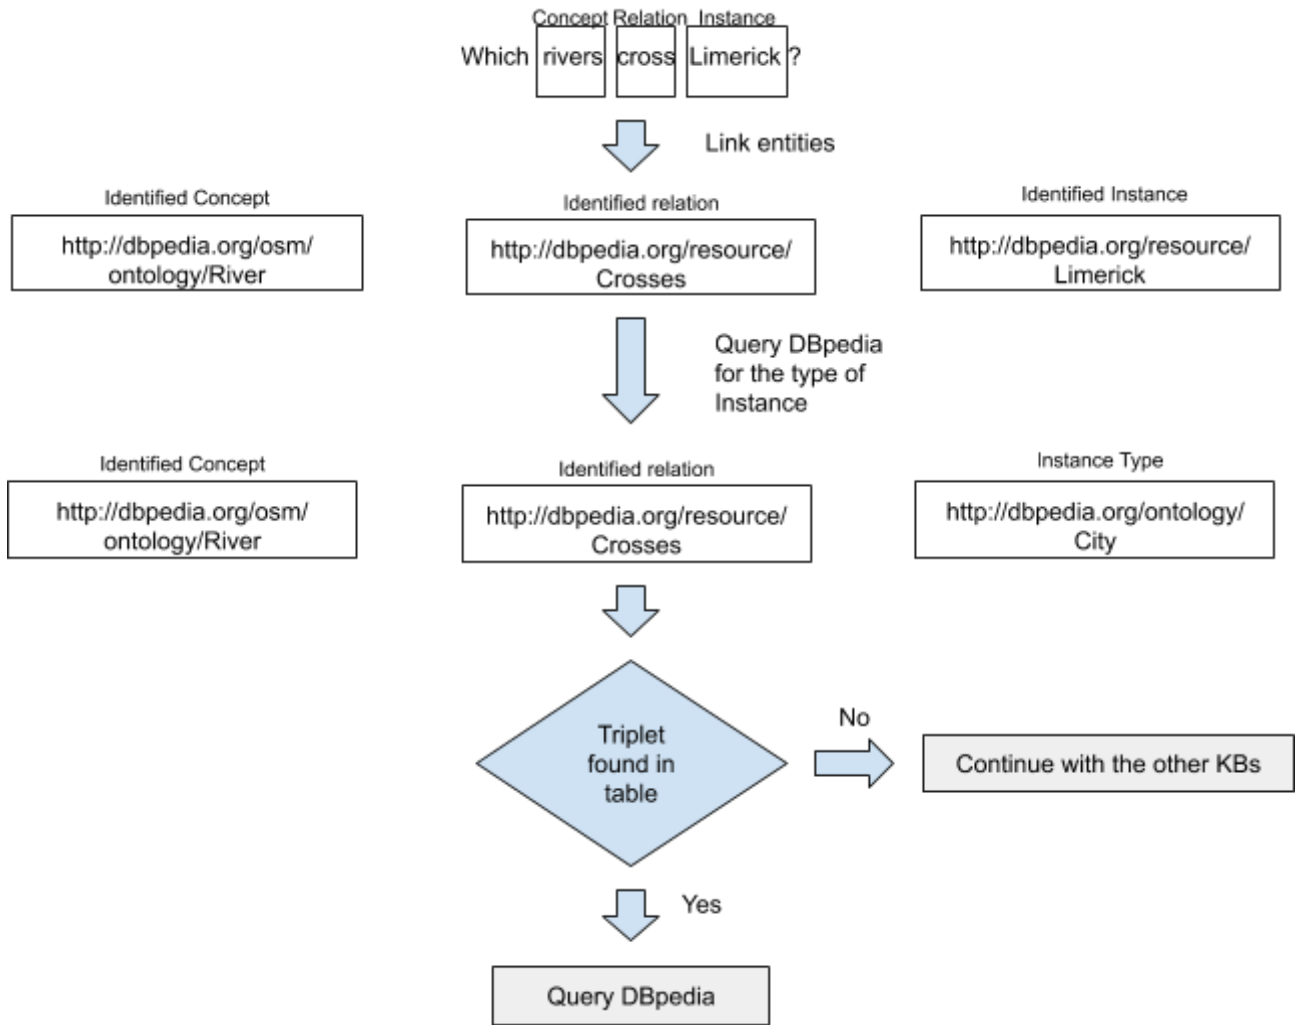 Concept Relation Instance
Which rivers cross Limerick ?
Link entities
Identified Concept
http://dbpedia.org/osm/
ontology/River
Identified relation
http://dbpedia.org/resource/
Crosses
Identified Instance
http://dbpedia.org/resource/
Limerick
Query DBpedia
for the type of
Instance
Identified Concept
http://dbpedia.org/osm/
ontology/River
Identified relation
http://dbpedia.org/resource/
Crosses
Instance Type
http://dbpedia.org/ontology/
City
Triplet
found in
table
No
Continue with the other KBs
Yes
Query DBpedia